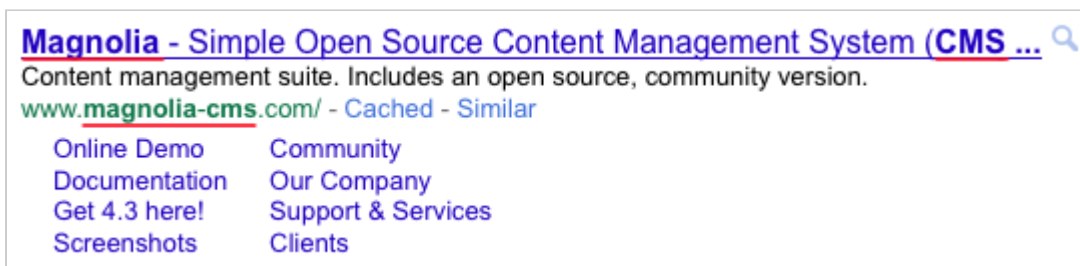 Magnolia - Simple Open Source Content Management System (CMS ...
Content management suite. Includes an open source, community version.
www.magnolia-cms.com/ - Cached - Similar
Online Demo Community
Documentation Our Company
Get 4.3 here! Support & Services
Screenshots Clients